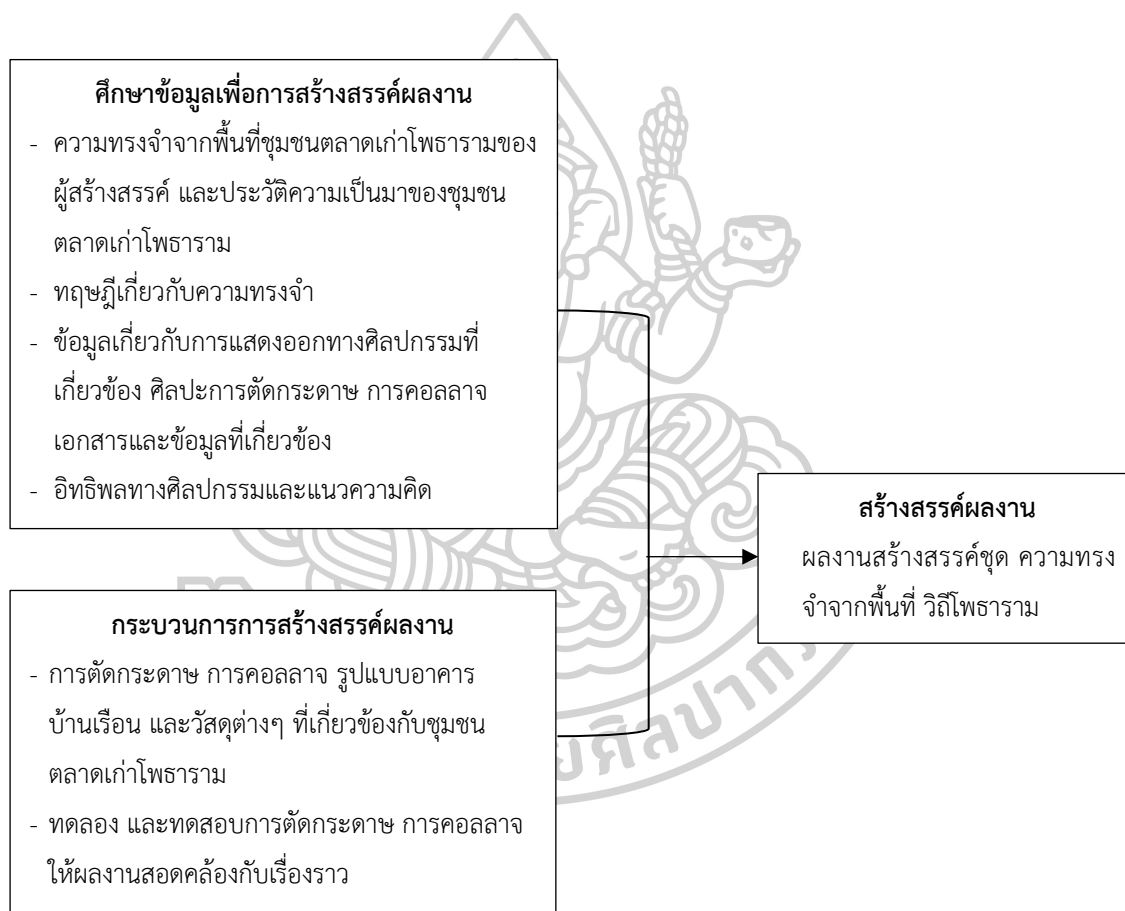 ศึกษาข้อมูลเพื่อการสร้างสรรค์ผลงาน
- ความทรงจำจากพื้นที่ชุมชนตลาดเก่าโพธารามของ
ผู้สร้างสรรค์ และประวัติความเป็นมาของชุมชน
ตลาดเก่าโพธาราม
- ทฤษฎีเกี่ยวกับความทรงจำ
- ข้อมูลเกี่ยวกับการแสดงออกทางศิลปกรรมที่
เกี่ยวข้อง ศิลปะการตัดกระดาษ การคอลลาจ
เอกสารและข้อมูลที่เกี่ยวข้อง
- อิทธิพลทางศิลปกรรมและแนวความคิด
กระบวนการการสร้างสรรค์ผลงาน
- การตัดกระดาษ การคอลลาจ รูปแบบอาคาร
บ้านเรือน และวัสดุต่างๆ ที่เกี่ยวข้องกับชุมชน
ตลาดเก่าโพธาราม
- ทดลอง และทดสอบการตัดกระดาษ การคอลลาจ
ให้ผลงานสอดคล้องกับเรื่องราว
สร้างสรรค์ผลงาน
ผลงานสร้างสรรค์ชุด ความทรง
จำจากพื้นที่ วิถีโพธาราม